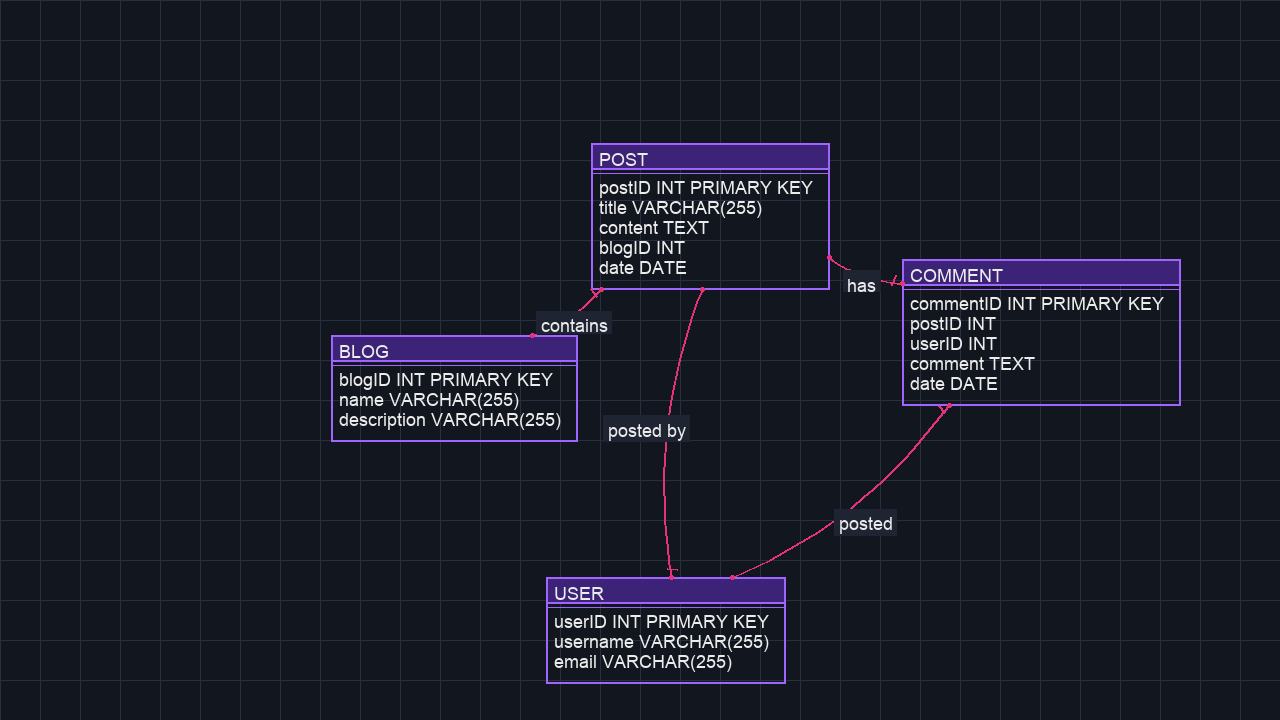 POST
postID INT PRIMARY KEY
title VARCHAR(255)
content TEXT
blogID INT
date DATE
has
COMMENT
commentID INT PRIMARY KEY
postID INT
userID INT
comment TEXT
date DATE
contains
BLOG
blogID INT PRIMARY KEY
name VARCHAR(255)
description VARCHAR(255)
posted by
posted
USER
userID INT PRIMARY KEY
username VARCHAR(255)
email VARCHAR(255)